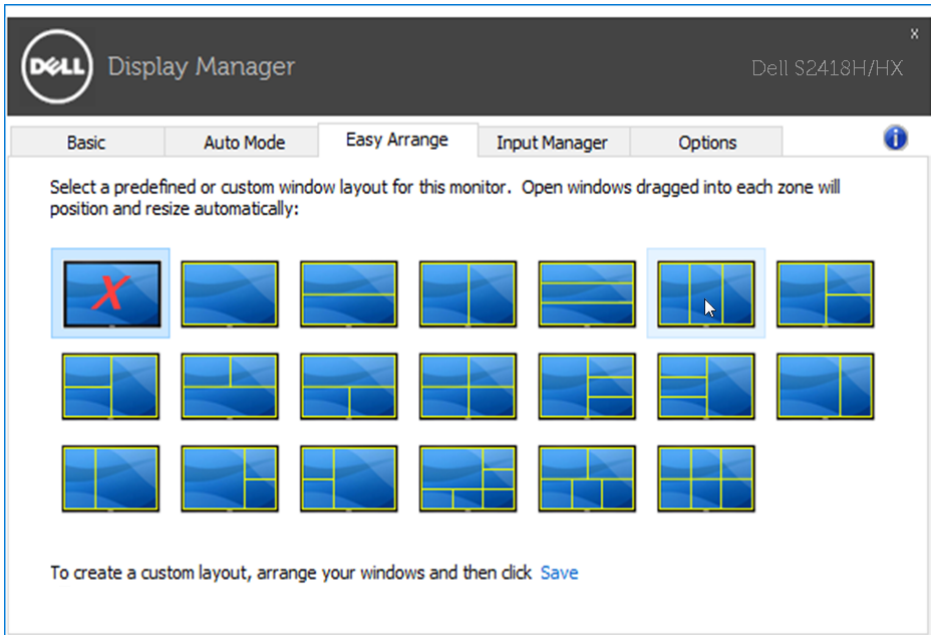 x
DELL
Display Manager
Dell S2418H/HX
Basic
Auto Mode
Easy Arrange
Input Manager
Options
i
Select a predefined or custom window layout for this monitor. Open windows dragged into each zone will
position and resize automatically:
X
To create a custom layout, arrange your windows and then click Save